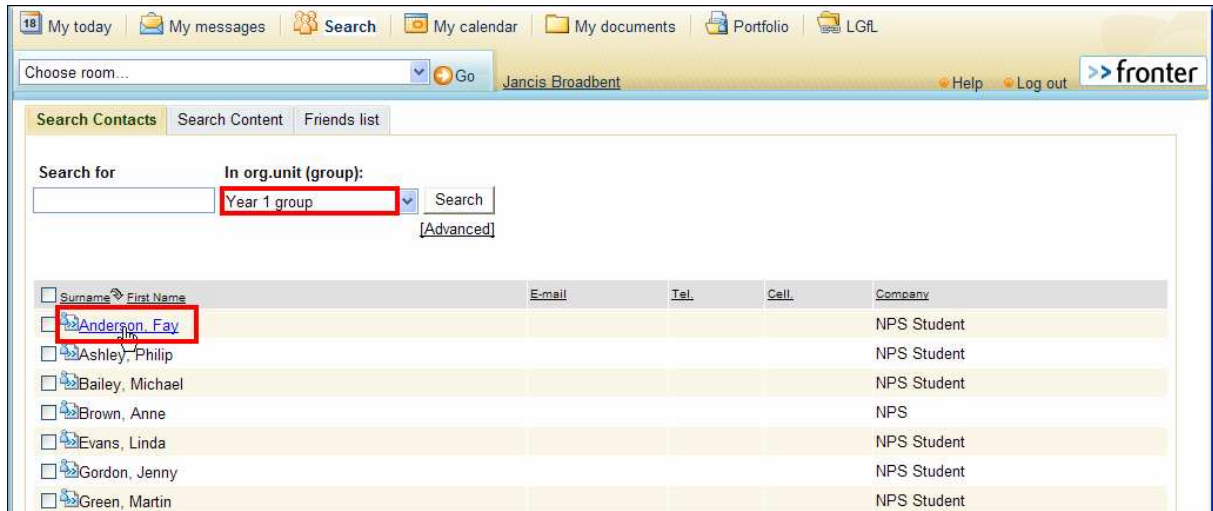 18 My today My messages Search My calendar My documents Portfolio LGfL
Choose room... Go Jancis Broadbent Help Log out >> fronter
Search Contacts Search Content Friends list
Search for In org.unit (group):
Year 1 group Search
[Advanced]
Surname First Name E-mail Tel. Cell. Company
Anderson, Fay NPS Student
Ashley, Philip NPS Student
Bailey, Michael NPS Student
Brown, Anne NPS
Evans, Linda NPS Student
Gordon, Jenny NPS Student
Green, Martin NPS Student